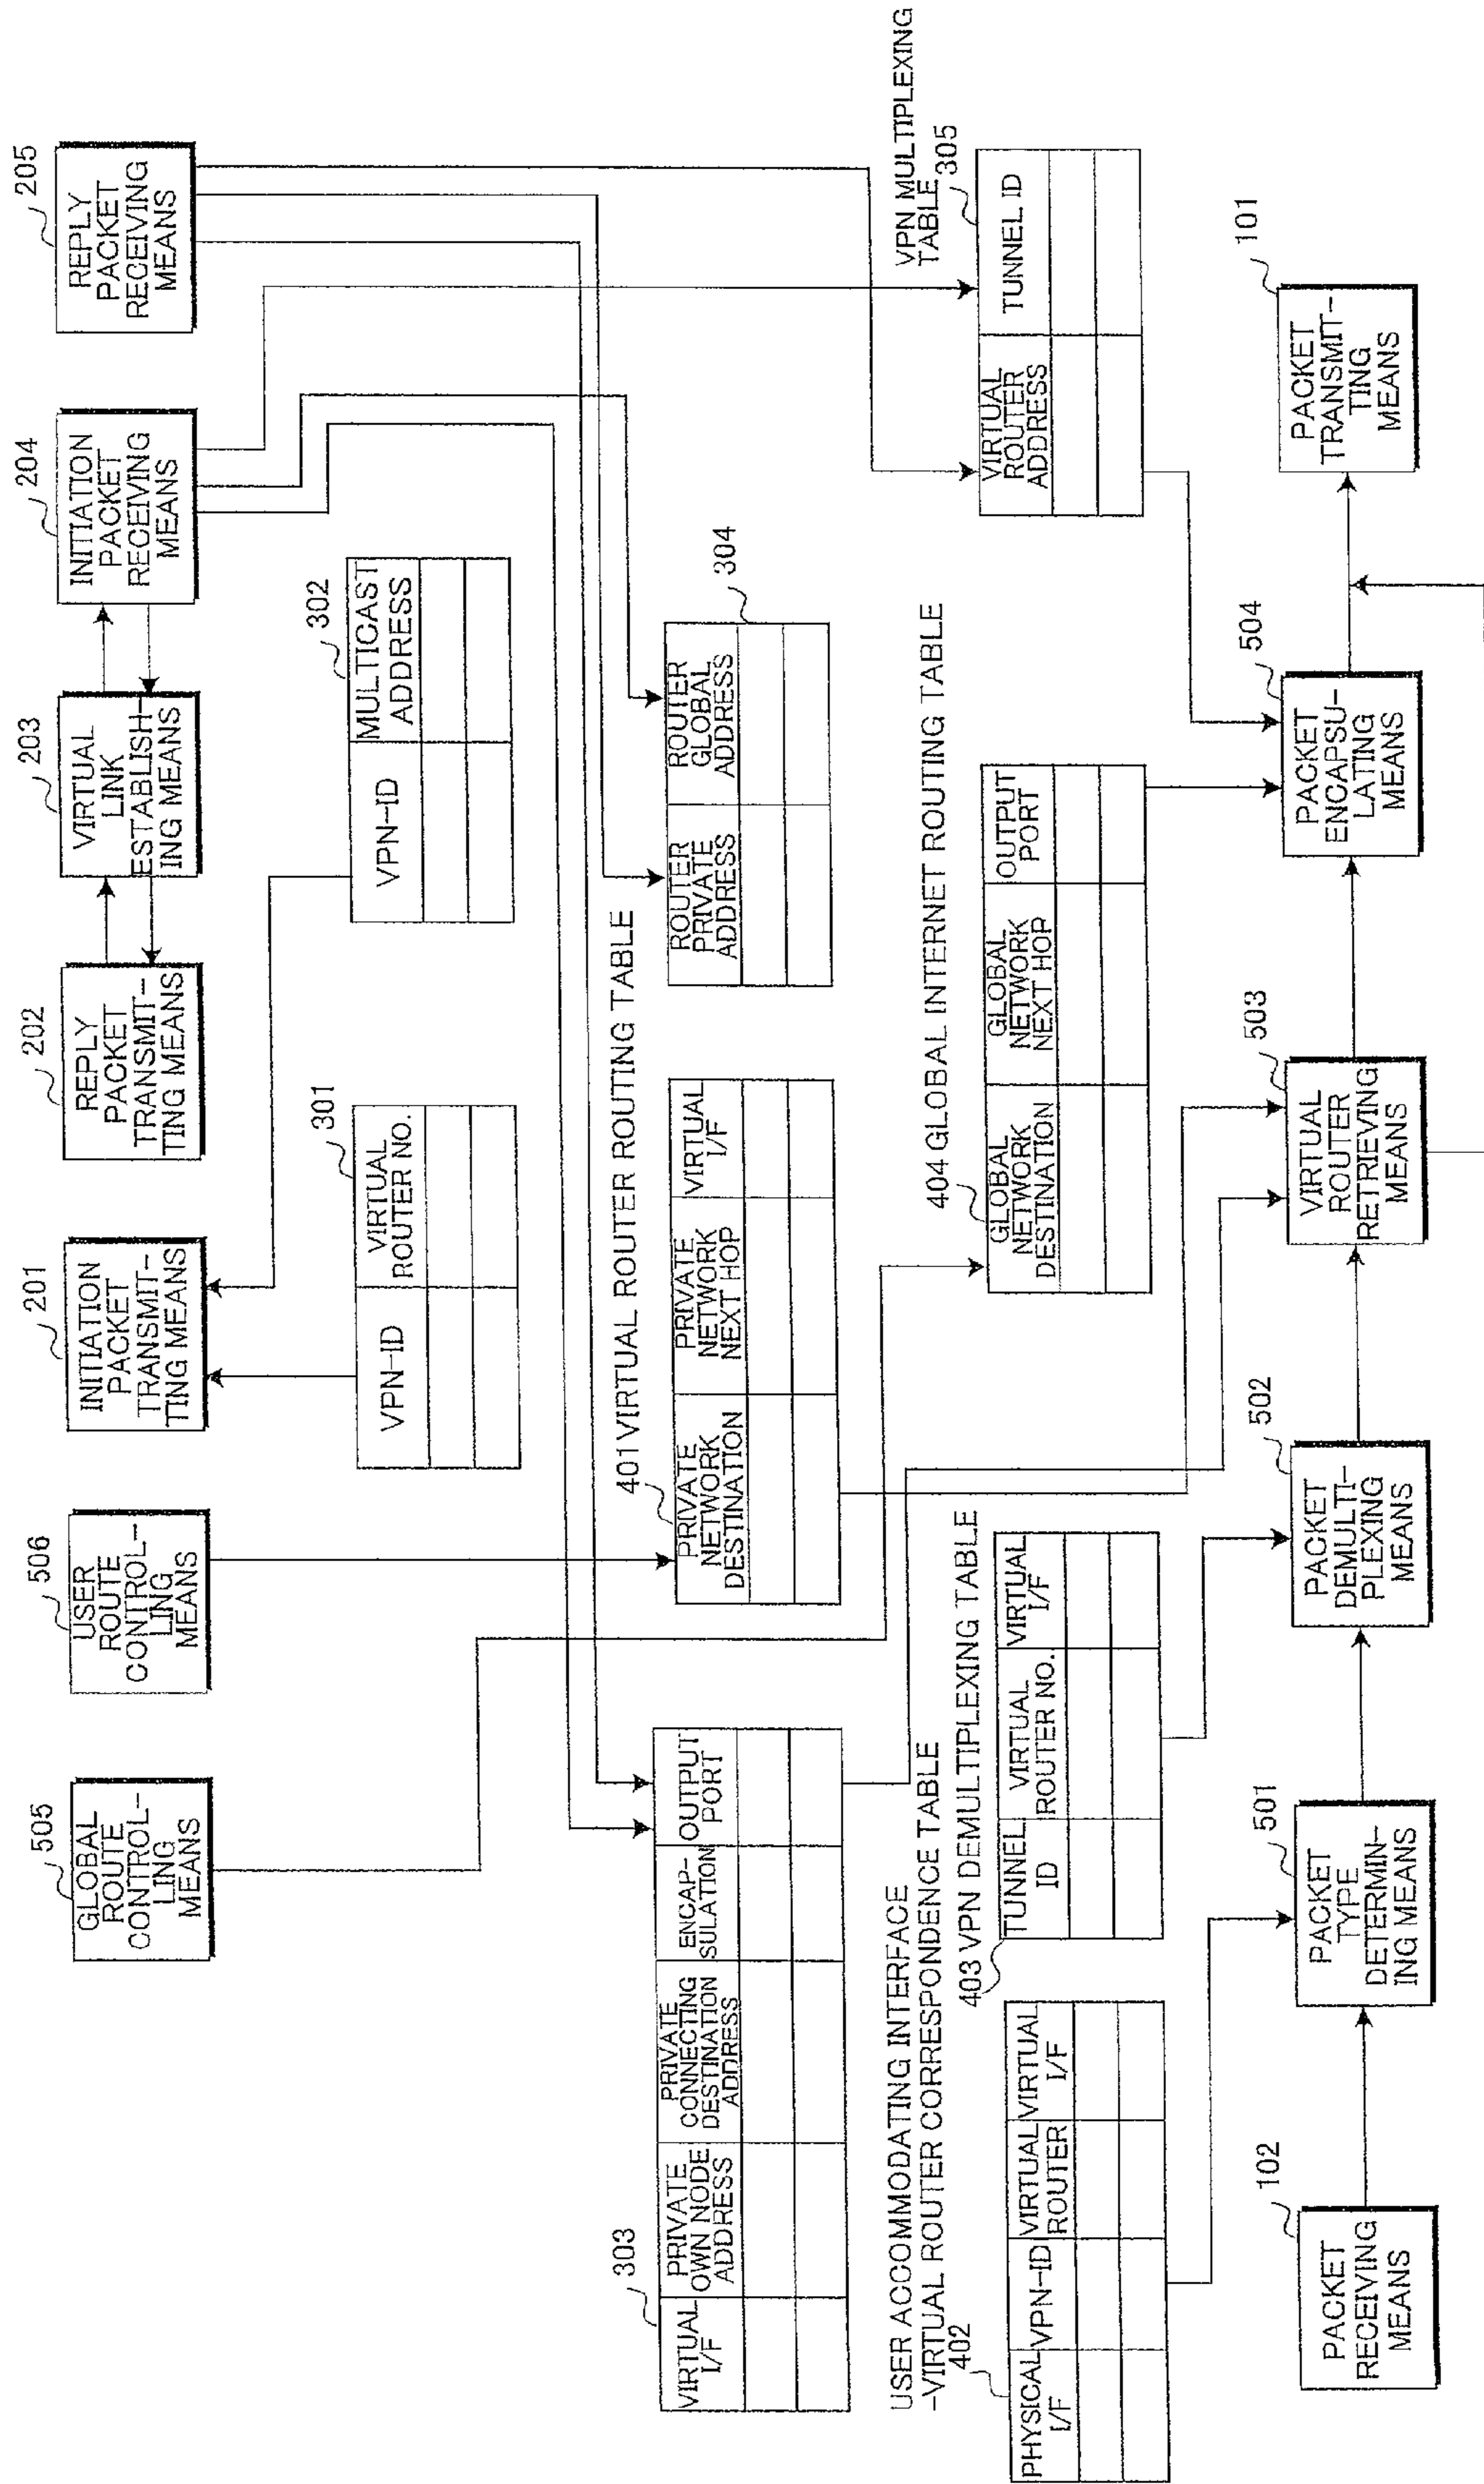 505
GLOBAL
ROUTE
CONTROL-
LING
MEANS
506
USER
ROUTE
CONTROL-
LING
MEANS
201
INITIATION
PACKET
TRANSMIT-
TING MEANS
202
REPLY
PACKET
TRANSMIT-
TING MEANS
203
VIRTUAL
LINK
ESTABLISH-
ING MEANS
204
INITIATION
PACKET
RECEIVING
MEANS
205
REPLY
PACKET
RECEIVING
MEANS
301
VPN-ID
VIRTUAL
ROUTER NO.
302
VPN-ID
MULTICAST
ADDRESS
303
VIRTUAL
I/F
PRIVATE
OWN NODE
ADDRESS
PRIVATE
CONNECTING
DESTINATION
ADDRESS
ENCAP-
SULATION
OUTPUT
PORT
401 VIRTUAL ROUTER ROUTING TABLE
PRIVATE
NETWORK
DESTINATION
PRIVATE
NETWORK
NEXT HOP
VIRTUAL
I/F
304
ROUTER
PRIVATE
ADDRESS
ROUTER
GLOBAL
ADDRESS
USER ACCOMMODATING INTERFACE
-VIRTUAL ROUTER CORRESPONDENCE TABLE
402
PHYSICAL
I/F
VPN-ID
VIRTUAL
ROUTER
VIRTUAL
I/F
403 VPN DEMULTIPLEXING TABLE
TUNNEL
ID
VIRTUAL
ROUTER NO.
VIRTUAL
I/F
404 GLOBAL INTERNET ROUTING TABLE
GLOBAL
NETWORK
DESTINATION
GLOBAL
NETWORK
NEXT HOP
OUTPUT
PORT
VPN MULTIPLEXING
TABLE 305
VIRTUAL
ROUTER
ADDRESS
TUNNEL ID
102
PACKET
RECEIVING
MEANS
501
PACKET
TYPE
DETERMIN-
ING MEANS
502
PACKET
DEMULTI-
PLEXING
MEANS
503
VIRTUAL
ROUTER
RETRIEVING
MEANS
504
PACKET
ENCAPSU-
LATING
MEANS
101
PACKET
TRANSMIT-
TING
MEANS